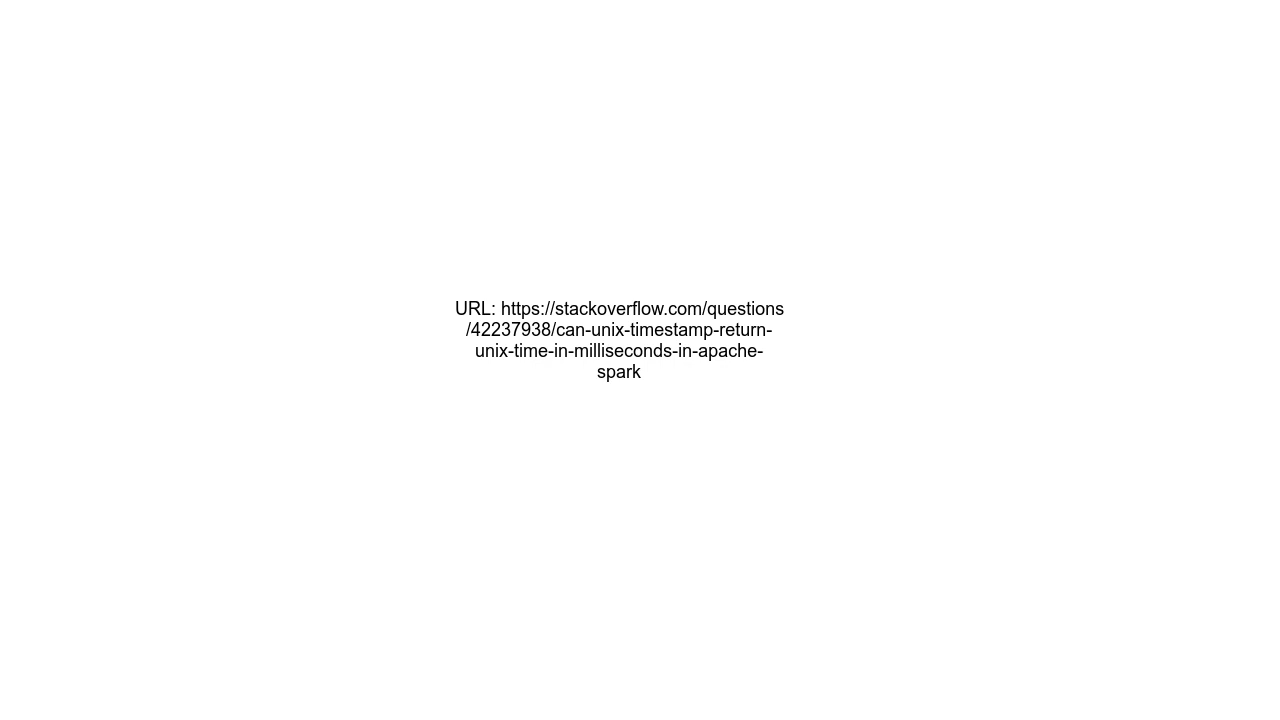 URL: https://stackoverflow.com/questions
/42237938/can-unix-timestamp-return-
unix-time-in-milliseconds-in-apache-
spark